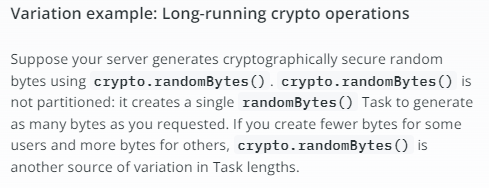 Variation example: Long-running crypto operations
Suppose your server generates cryptographically secure random
bytes using crypto.randomBytes() . crypto.randomBytes() is
not partitioned: it creates a single randomBytes() Task to generate
as many bytes as you requested. If you create fewer bytes for some
users and more bytes for others, crypto.randomBytes() is
another source of variation in Task lengths.